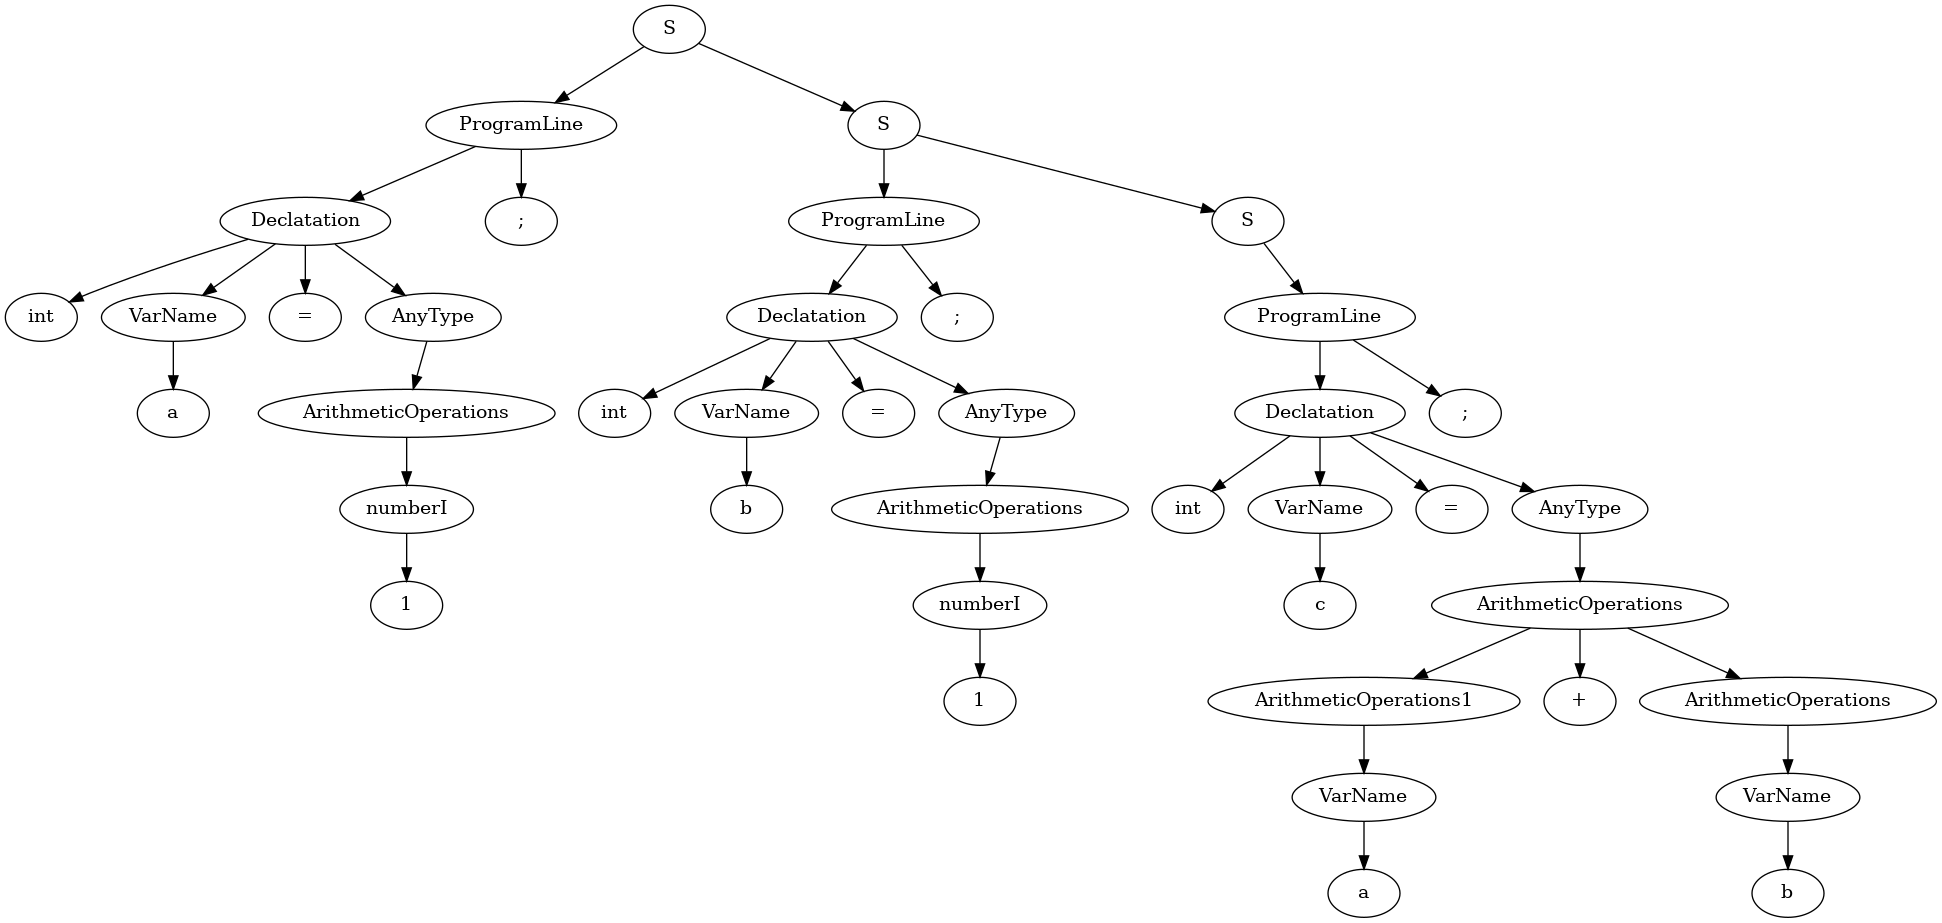 S
ProgramLine
S
Declatation
;
ProgramLine
S
int
VarName
=
AnyType
Declatation
;
ProgramLine
a
ArithmeticOperations
int
VarName
=
AnyType
Declatation
;
numberI
b
ArithmeticOperations
int
VarName
=
AnyType
1
numberI
c
ArithmeticOperations
1
ArithmeticOperations1
+
ArithmeticOperations
VarName
VarName
a
b